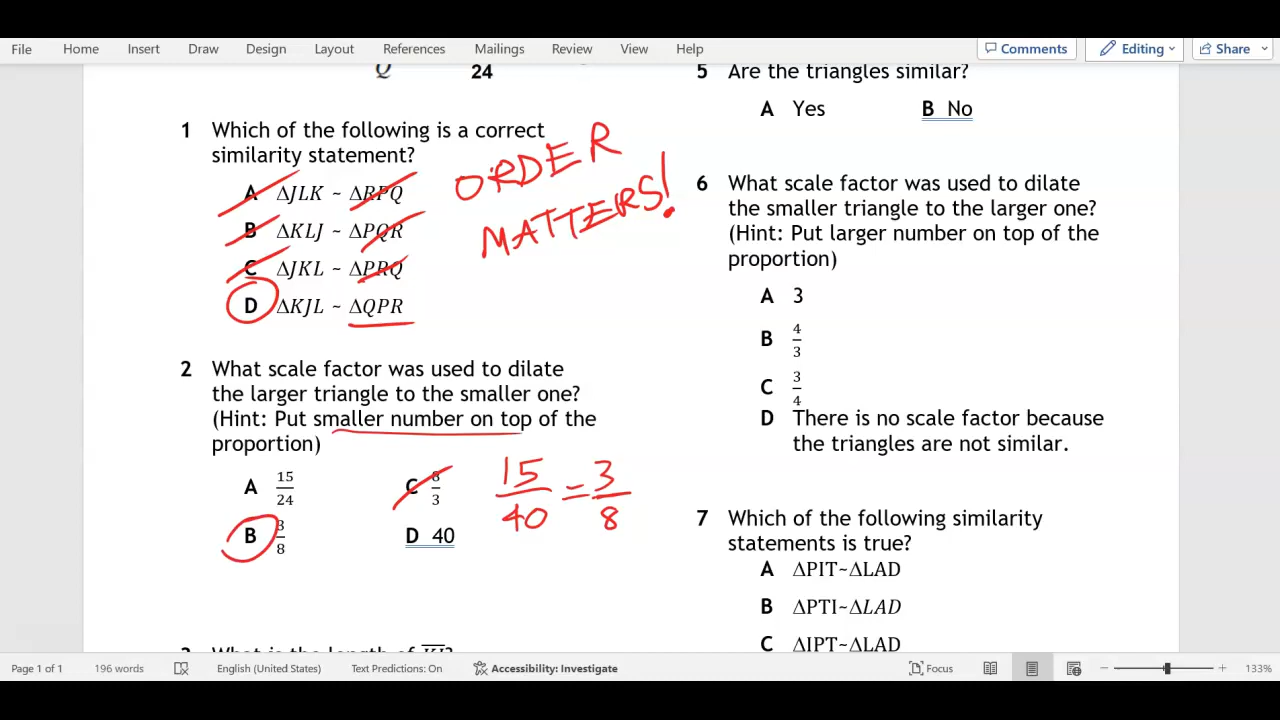 File Home Insert Draw Design Layout References Mailings Review View Help Comments Editing Share
Q 24
1 Which of the following is a correct
similarity statement?
A ΔJLK ~ ΔRPQ
B ΔKLJ ~ ΔPQR
C ΔJKL ~ ΔPRQ
D ΔKJL ~ ΔQPR
ORDER
MATTERS!
2 What scale factor was used to dilate
the larger triangle to the smaller one?
(Hint: Put smaller number on top of the
proportion)
A 15/24 C 8/3
B 3/8 D 40
15/40 = 3/8
3 What is the length of KJ?
5 Are the triangles similar?
A Yes B No
6 What scale factor was used to dilate
the smaller triangle to the larger one?
(Hint: Put larger number on top of the
proportion)
A 3
B 4/3
C 3/4
D There is no scale factor because
the triangles are not similar.
7 Which of the following similarity
statements is true?
A ΔPIT~ΔLAD
B ΔPTI~ΔLAD
C ΔIPT~ΔLAD
Page 1 of 1 196 words English (United States) Text Predictions: On Accessibility: Investigate Focus 133%